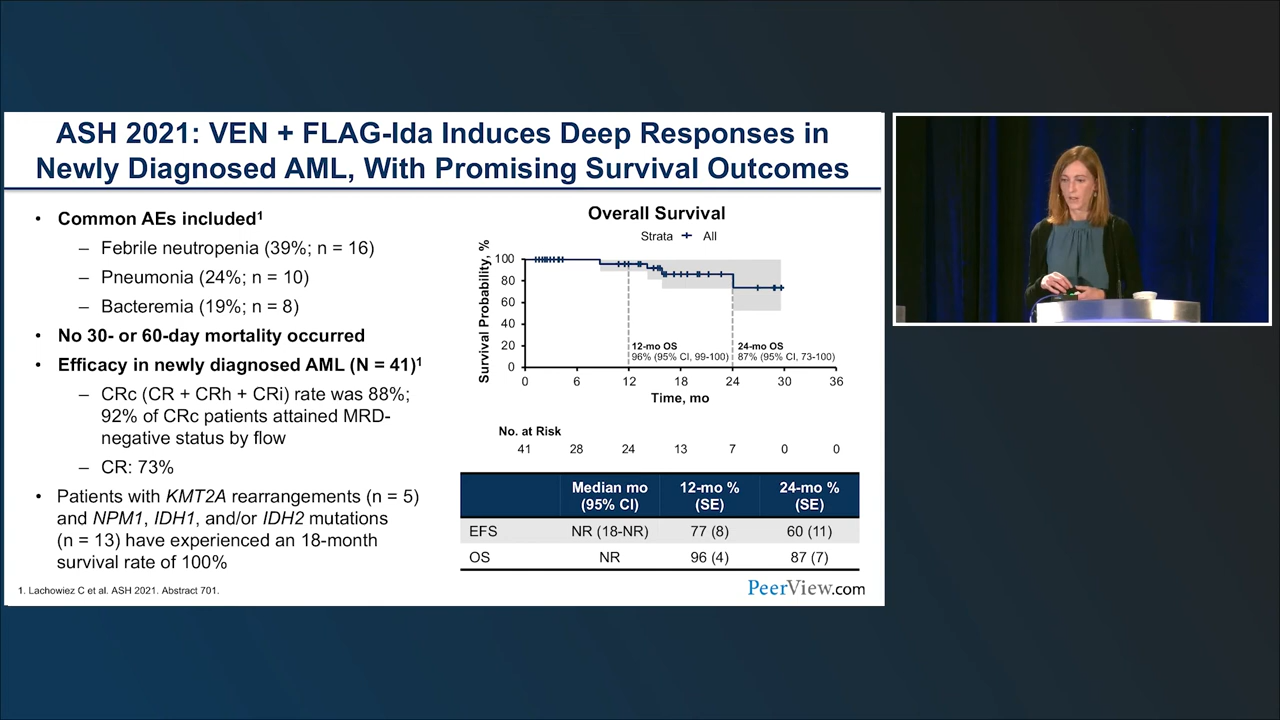 ASH 2021: VEN + FLAG-Ida Induces Deep Responses in
Newly Diagnosed AML, With Promising Survival Outcomes
• Common AEs included1
– Febrile neutropenia (39%; n = 16)
– Pneumonia (24%; n = 10)
– Bacteremia (19%; n = 8)
• No 30- or 60-day mortality occurred
• Efficacy in newly diagnosed AML (N = 41)1
– CRc (CR + CRh + CRi) rate was 88%;
92% of CRc patients attained MRD-
negative status by flow
– CR: 73%
• Patients with KMT2A rearrangements (n = 5)
and NPM1, IDH1, and/or IDH2 mutations
(n = 13) have experienced an 18-month
survival rate of 100%
Overall Survival
Strata All
Survival Probability, %
100
80
60
40
20
0
12-mo OS
96% (95% CI, 99-100)
24-mo OS
87% (95% CI, 73-100)
0 6 12 18 24 30 36
Time, mo
No. at Risk
41 28 24 13 7 0 0
Median mo (95% CI) 12-mo % (SE) 24-mo % (SE)
EFS NR (18-NR) 77 (8) 60 (11)
OS NR 96 (4) 87 (7)
1. Lachowiez C et al. ASH 2021. Abstract 701.
PeerView.com